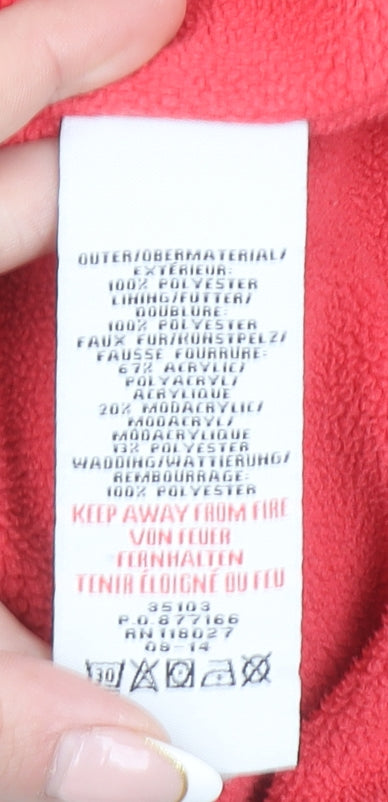 OUTER/OBERMATERIAL/
EXTÉRIEUR:
100% POLYESTER
LINING/FUTTER/
DOUBLURE:
100% POLYESTER
FAUX FUR/KUNSTPELZ/
FAUSSE FOURRURE:
67% ACRYLIC/
POLYACRYL/
ACRYLIQUE
20% MODACRYLIC/
MODACRYL/
MODACRYLIQUE
13% POLYESTER
WADDING/WATTIERUNG/
REMBOURRAGE:
100% POLYESTER
KEEP AWAY FROM FIRE
VON FEUER
FERNHALTEN
TENIR ÉLOIGNÉ DU FEU
35103
P.O.877166
RN118027
09-14
30